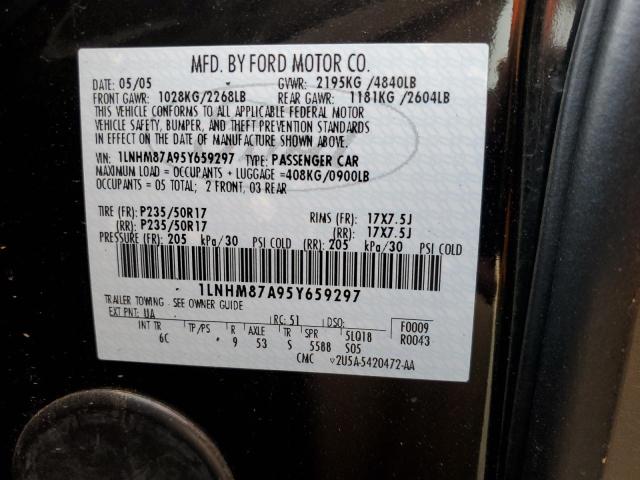 MFD. BY FORD MOTOR CO.
05/05 GVWR: 2195KG /4840LB
FRONT GAWR: 1028KG/2268LB REAR GAWR: 1181KG /2604LB
THIS VEHICLE CONFORMS TO ALL APPLICABLE FEDERAL MOTOR
VEHICLE SAFETY, BUMPER, AND THEFT PREVENTION STANDARDS
IN EFFECT ON THE DATE OF MANUFACTURE SHOWN ABOVE.
VIN: 1LNHM87A95Y659297 TYPE: PASSENGER CAR
MAXIMUM LOAD = OCCUPANTS + LUGGAGE =408KG/0900LB
OCCUPANTS = 05 TOTAL; 2 FRONT, 03 REAR
TIRE (FR): P235/50R17 RIMS (FR): 17X7.5J
(RR): P235/50R17 (RR): 17X7.5J
PRESSURE (FR): 205 kPa/30 PSI COLD (RR): 205 kPa/30 PSI COLD
1LNHM87A95Y659297
TRAILER TOWING - SEE OWNER GUIDE
EXT PNT: UA RC: 51 DSO: F0009
INT TR TP/PS R AXLE TR SPR 5LQ18 R0043
6C 9 53 S 5588 S05
CMC ˅2U5A-5420472-AA